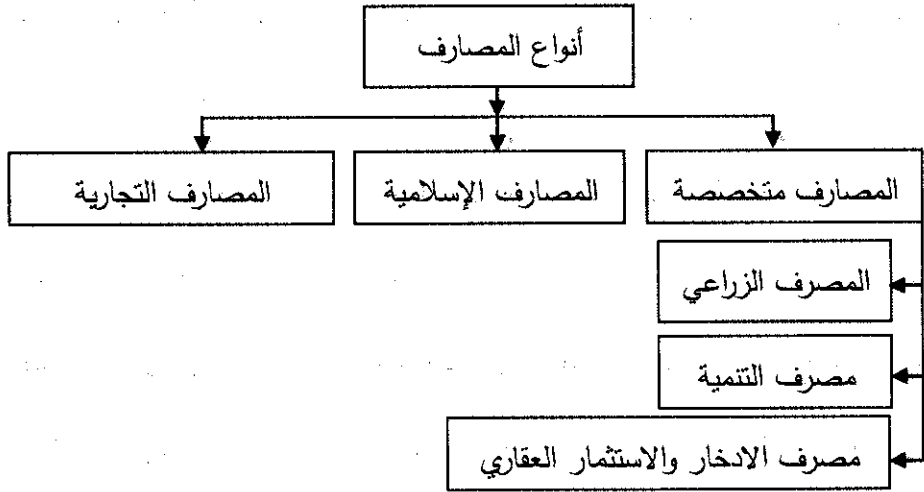 أنواع المصارف
المصارف متخصصة
المصارف الإسلامية
المصارف التجارية
المصرف الزراعي
مصرف التنمية
مصرف الادخار والاستثمار العقاري